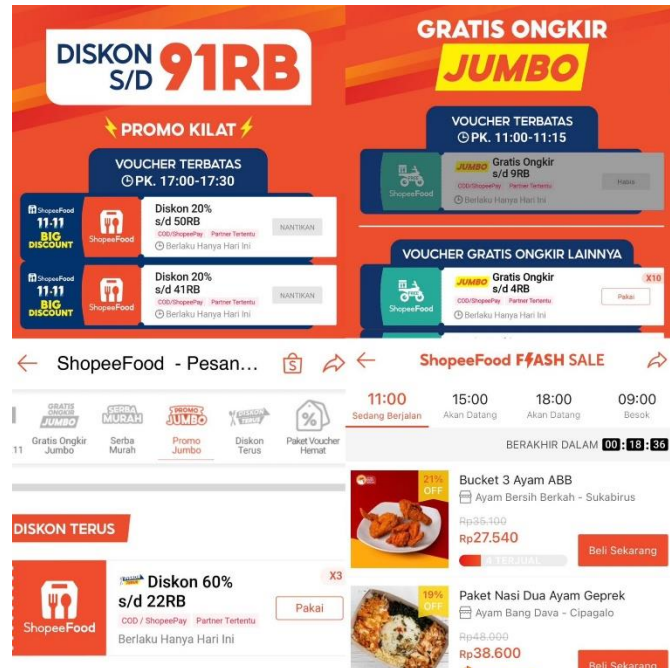 DISKON
S/D 91RB
PROMO KILAT
VOUCHER TERBATAS
PK. 17:00-17:30
ShopeeFood
11-11
BIG
DISCOUNT
ShopeeFood
Diskon 20%
s/d 50RB
COD/ShopeePay Partner Tertentu
Berlaku Hanya Hari Ini
NANTIKAN
ShopeeFood
11-11
BIG
DISCOUNT
ShopeeFood
Diskon 20%
s/d 41RB
COD/ShopeePay Partner Tertentu
Berlaku Hanya Hari Ini
NANTIKAN
GRATIS ONGKIR
JUMBO
VOUCHER TERBATAS
PK. 11:00-11:15
FREE
ShopeeFood
JUMBO Gratis Ongkir
s/d 9RB
COD/ShopeePay Partner Tertentu
Berlaku Hanya Hari Ini
Habis
VOUCHER GRATIS ONGKIR LAINNYA
FREE
ShopeeFood
JUMBO Gratis Ongkir
s/d 4RB
COD/ShopeePay Partner Tertentu
Berlaku Hanya Hari Ini
X10
Pakai
ShopeeFood - Pesan...
11
GRATIS ONGKIR JUMBO
Gratis Ongkir
Jumbo
SERBA MURAH
Serba
Murah
PROMO JUMBO
Promo
Jumbo
DISKON TERUS
Diskon
Terus
Paket Voucher
Hemat
DISKON TERUS
ShopeeFood
Diskon 60%
s/d 22RB
COD / ShopeePay Partner Tertentu
Berlaku Hanya Hari Ini
X3
Pakai
ShopeeFood FLASH SALE
11:00 15:00 18:00 09:00
Sedang Berjalan Akan Datang Akan Datang Besok
BERAKHIR DALAM 00:18:36
21%
OFF
Bucket 3 Ayam ABB
Ayam Bersih Berkah - Sukabirus
Rp35.100
Rp27.540
4 TERJUAL
Beli Sekarang
19%
OFF
Paket Nasi Dua Ayam Geprek
Ayam Bang Dava - Cipagalo
Rp48.000
Rp38.600
Beli Sekarang